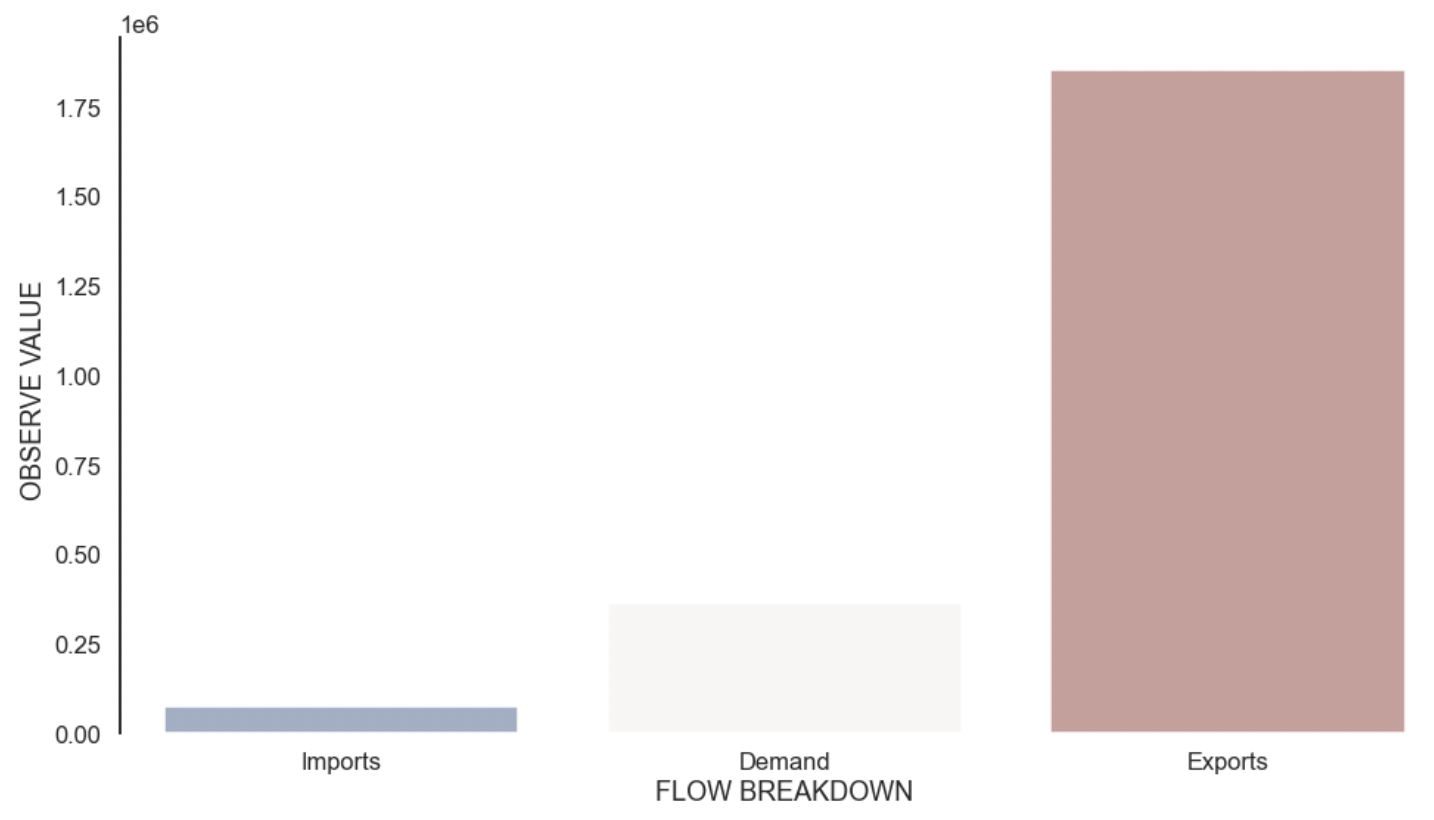 1e6
1.75
1.50
1.25
1.00
0.75
0.50
0.25
0.00
OBSERVE VALUE
Imports
Demand
Exports
FLOW BREAKDOWN